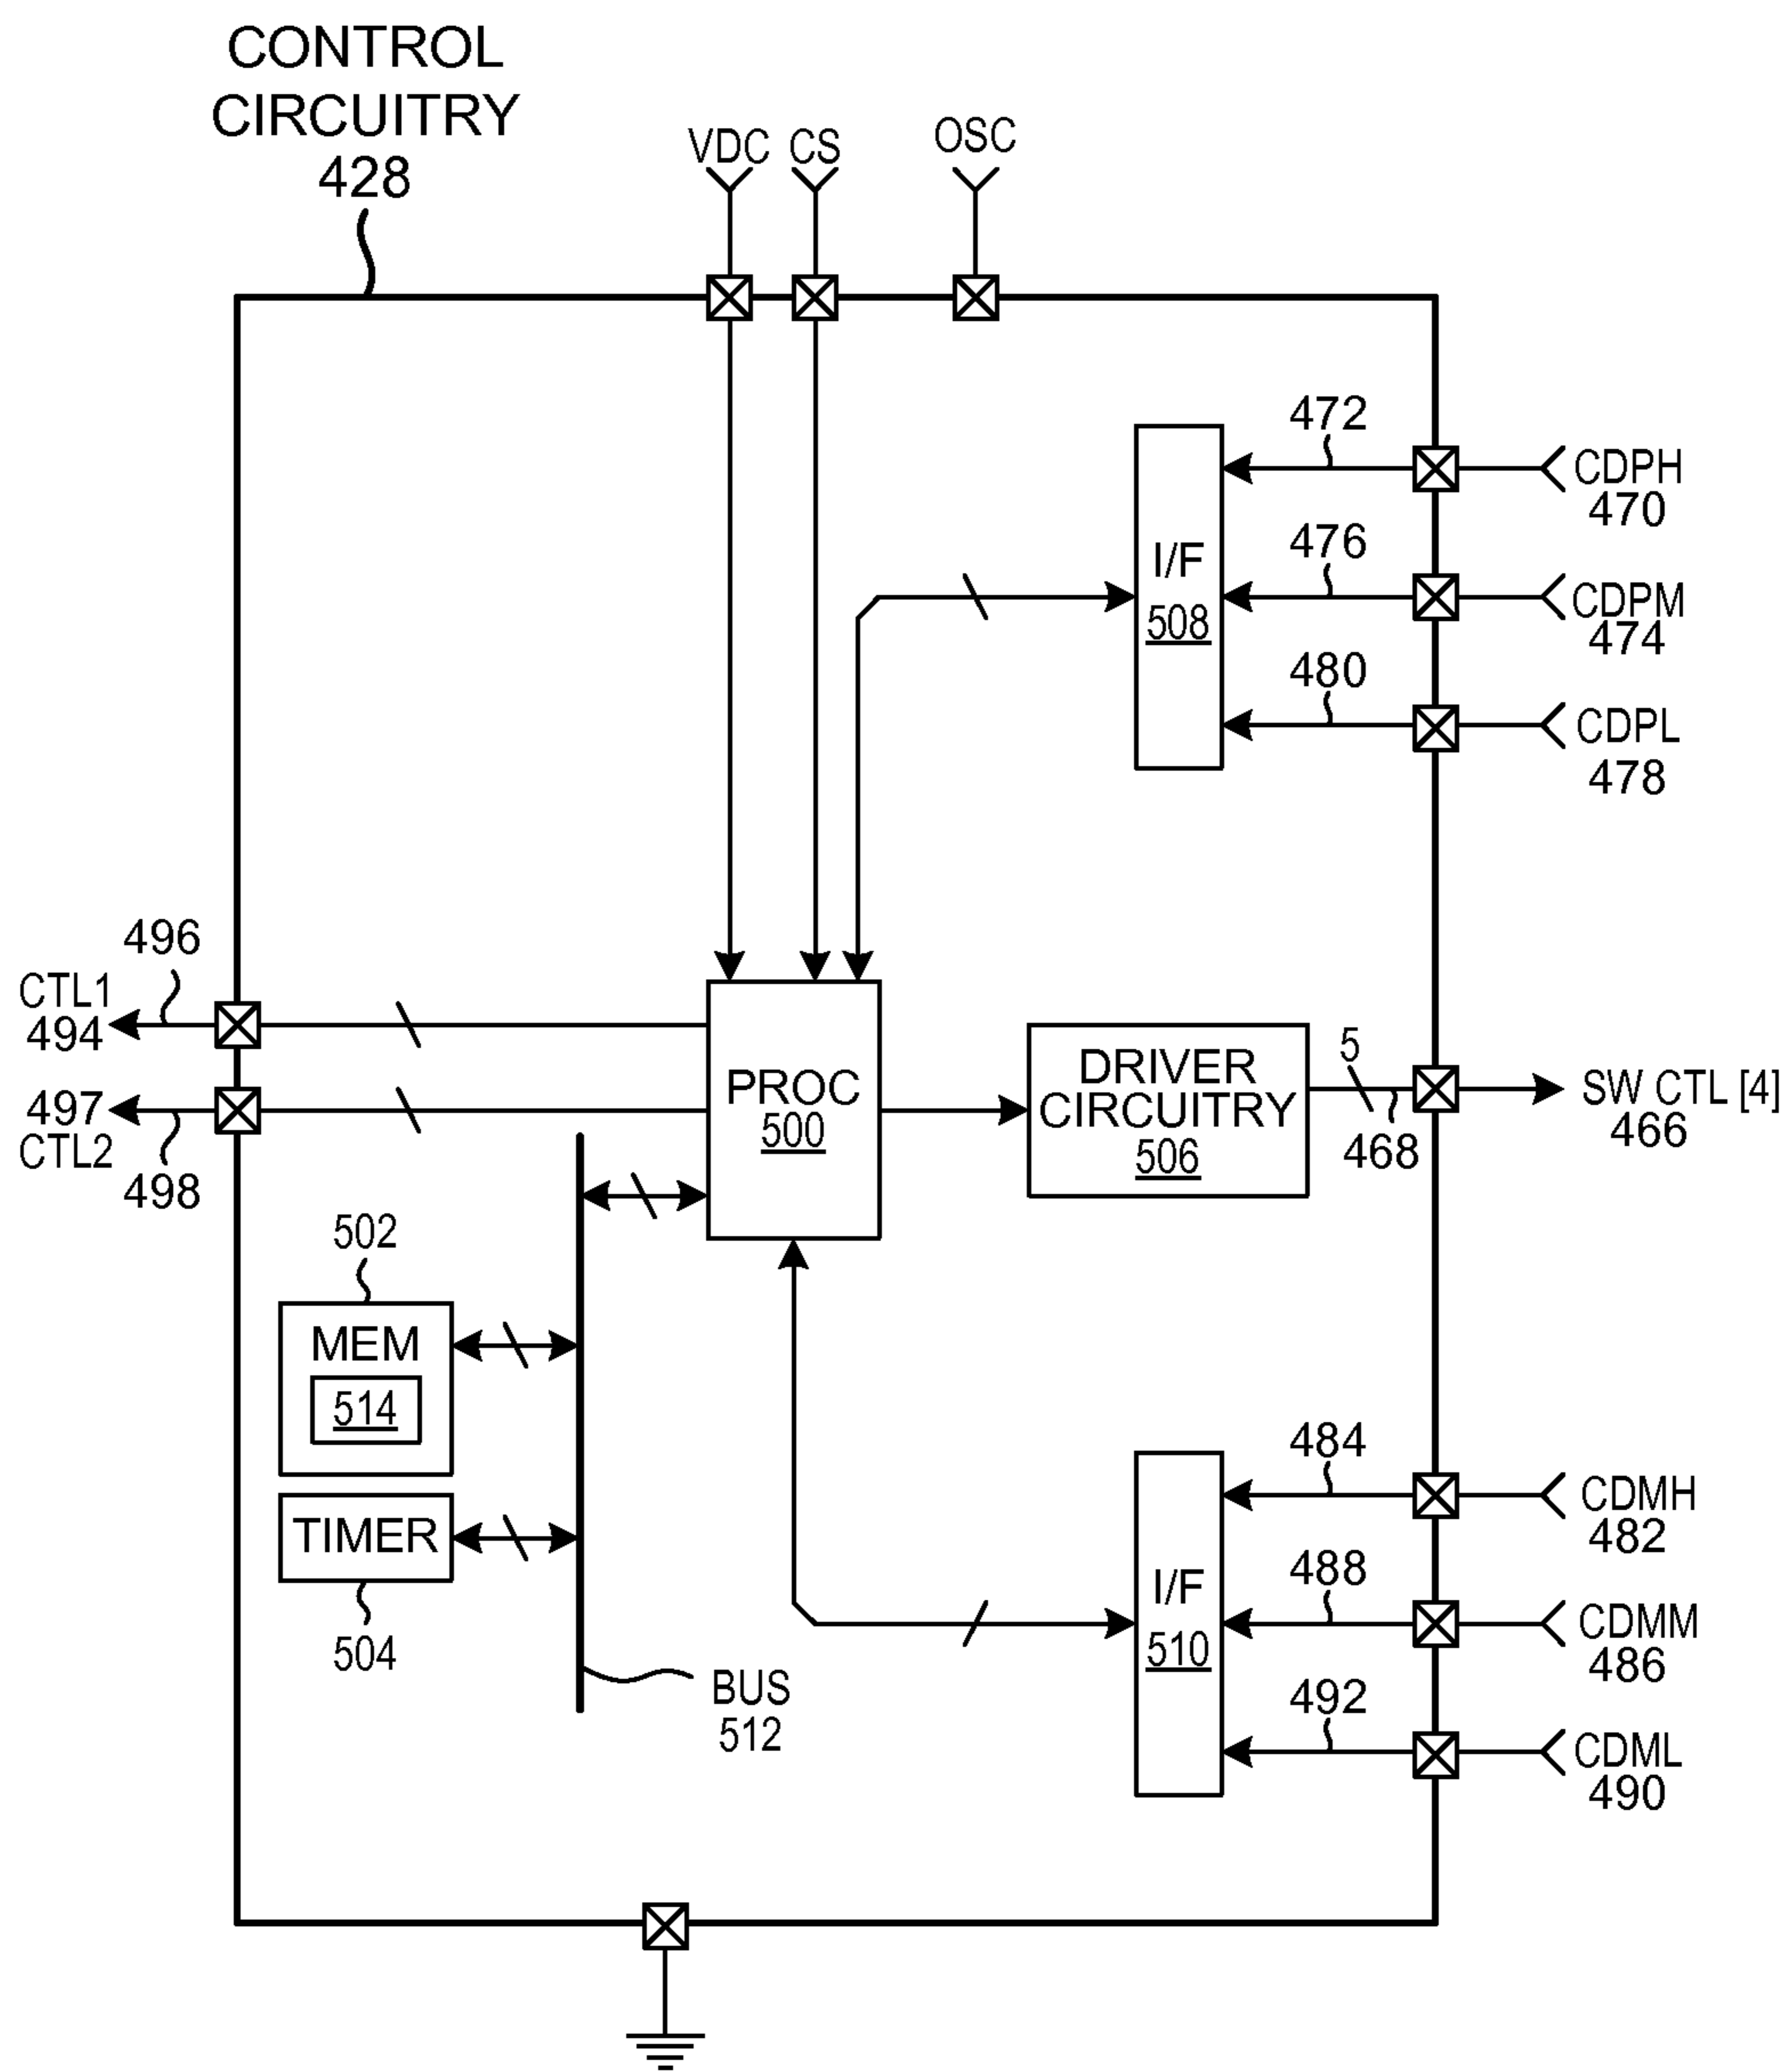 CONTROL
CIRCUITRY
428
VDC CS OSC
472
CDPH
470
I/F
508
476
CDPM
474
480
CDPL
478
496
CTL1
494
497
CTL2
498
PROC
500
DRIVER
CIRCUITRY
506
5
468
SW CTL [4]
466
502
MEM
514
TIMER
504
BUS
512
484
CDMH
482
I/F
510
488
CDMM
486
492
CDML
490